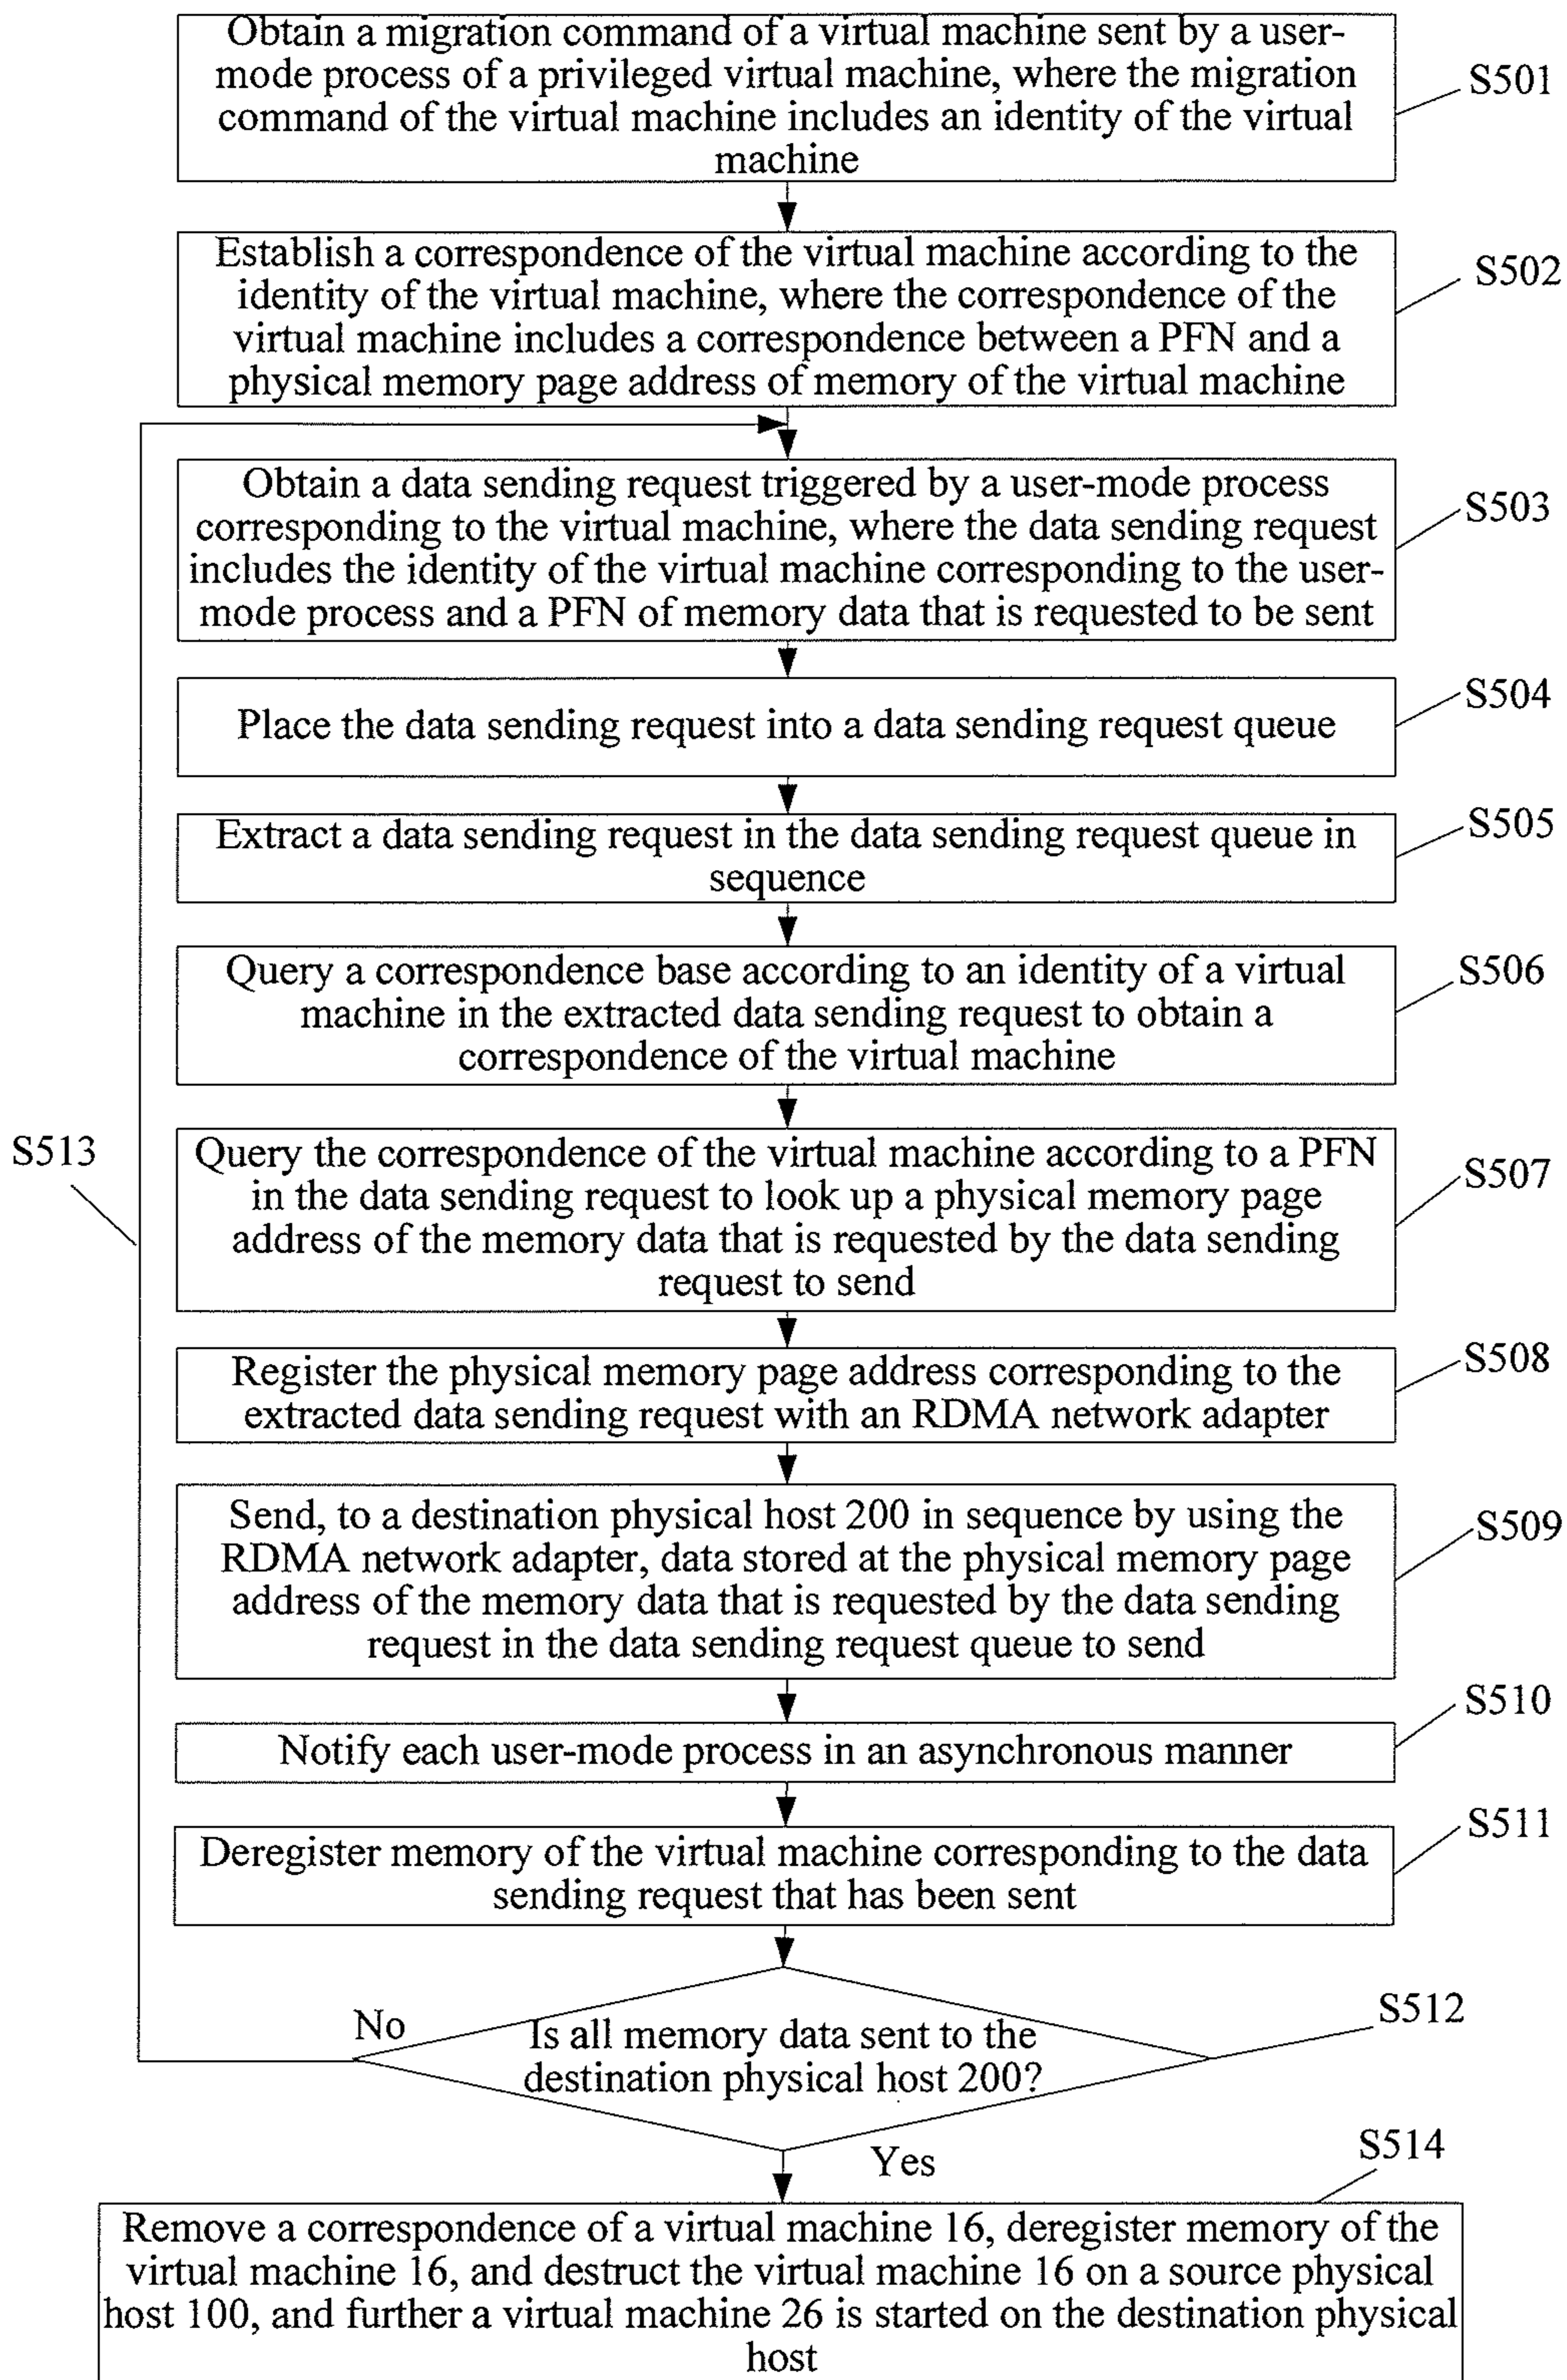 Obtain a migration command of a virtual machine sent by a user-
mode process of a privileged virtual machine, where the migration
command of the virtual machine includes an identity of the virtual
machine
S501
Establish a correspondence of the virtual machine according to the
identity of the virtual machine, where the correspondence of the
virtual machine includes a correspondence between a PFN and a
physical memory page address of memory of the virtual machine
S502
Obtain a data sending request triggered by a user-mode process
corresponding to the virtual machine, where the data sending request
includes the identity of the virtual machine corresponding to the user-
mode process and a PFN of memory data that is requested to be sent
S503
Place the data sending request into a data sending request queue
S504
Extract a data sending request in the data sending request queue in
sequence
S505
Query a correspondence base according to an identity of a virtual
machine in the extracted data sending request to obtain a
correspondence of the virtual machine
S506
S513
Query the correspondence of the virtual machine according to a PFN
in the data sending request to look up a physical memory page
address of the memory data that is requested by the data sending
request to send
S507
Register the physical memory page address corresponding to the
extracted data sending request with an RDMA network adapter
S508
Send, to a destination physical host 200 in sequence by using the
RDMA network adapter, data stored at the physical memory page
address of the memory data that is requested by the data sending
request in the data sending request queue to send
S509
Notify each user-mode process in an asynchronous manner
S510
Deregister memory of the virtual machine corresponding to the data
sending request that has been sent
S511
No
Is all memory data sent to the
destination physical host 200?
S512
Yes
S514
Remove a correspondence of a virtual machine 16, deregister memory of the
virtual machine 16, and destruct the virtual machine 16 on a source physical
host 100, and further a virtual machine 26 is started on the destination physical
host